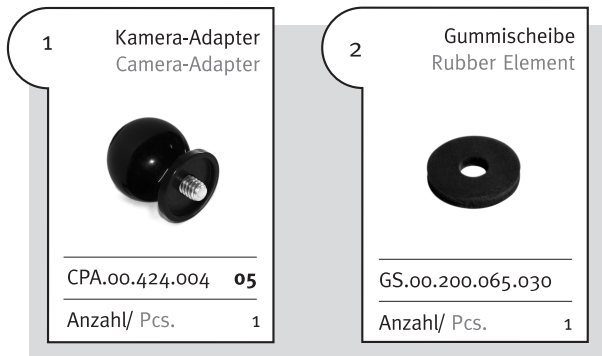 1
Kamera-Adapter
Camera-Adapter
CPA.00.424.004 05
Anzahl/ Pcs. 1
2
Gummischeibe
Rubber Element
GS.00.200.065.030
Anzahl/ Pcs. 1